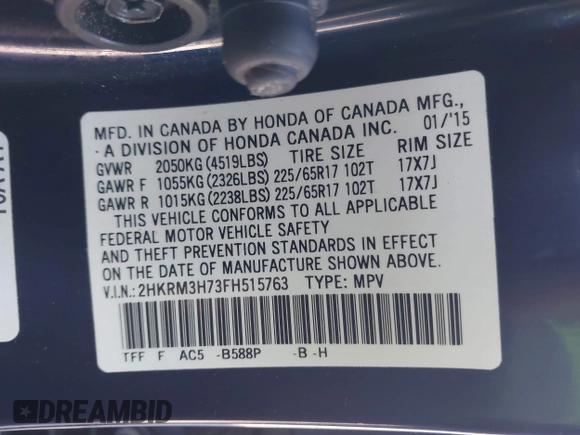 MFD. IN CANADA BY HONDA OF CANADA MFG.,
A DIVISION OF HONDA CANADA INC. 01/'15
GVWR 2050KG (4519LBS) TIRE SIZE RIM SIZE
GAWR F 1055KG (2326LBS) 225/65R17 102T 17X7J
GAWR R 1015KG (2238LBS) 225/65R17 102T 17X7J
THIS VEHICLE CONFORMS TO ALL APPLICABLE
FEDERAL MOTOR VEHICLE SAFETY
AND THEFT PREVENTION STANDARDS IN EFFECT
ON THE DATE OF MANUFACTURE SHOWN ABOVE.
V.I.N.: 2HKRM3H73FH515763 TYPE: MPV
TFF F AC5 -B588P -B -H
DREAMBID